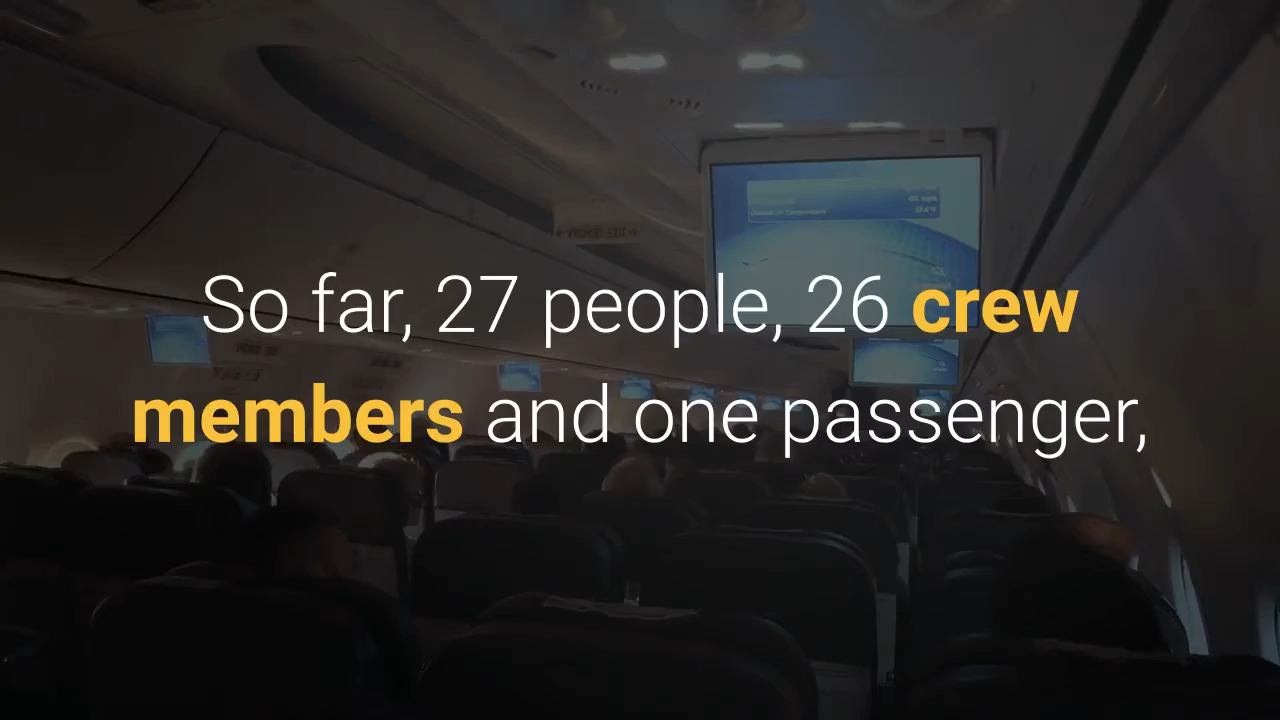 So far, 27 people, 26 crew
members and one passenger,